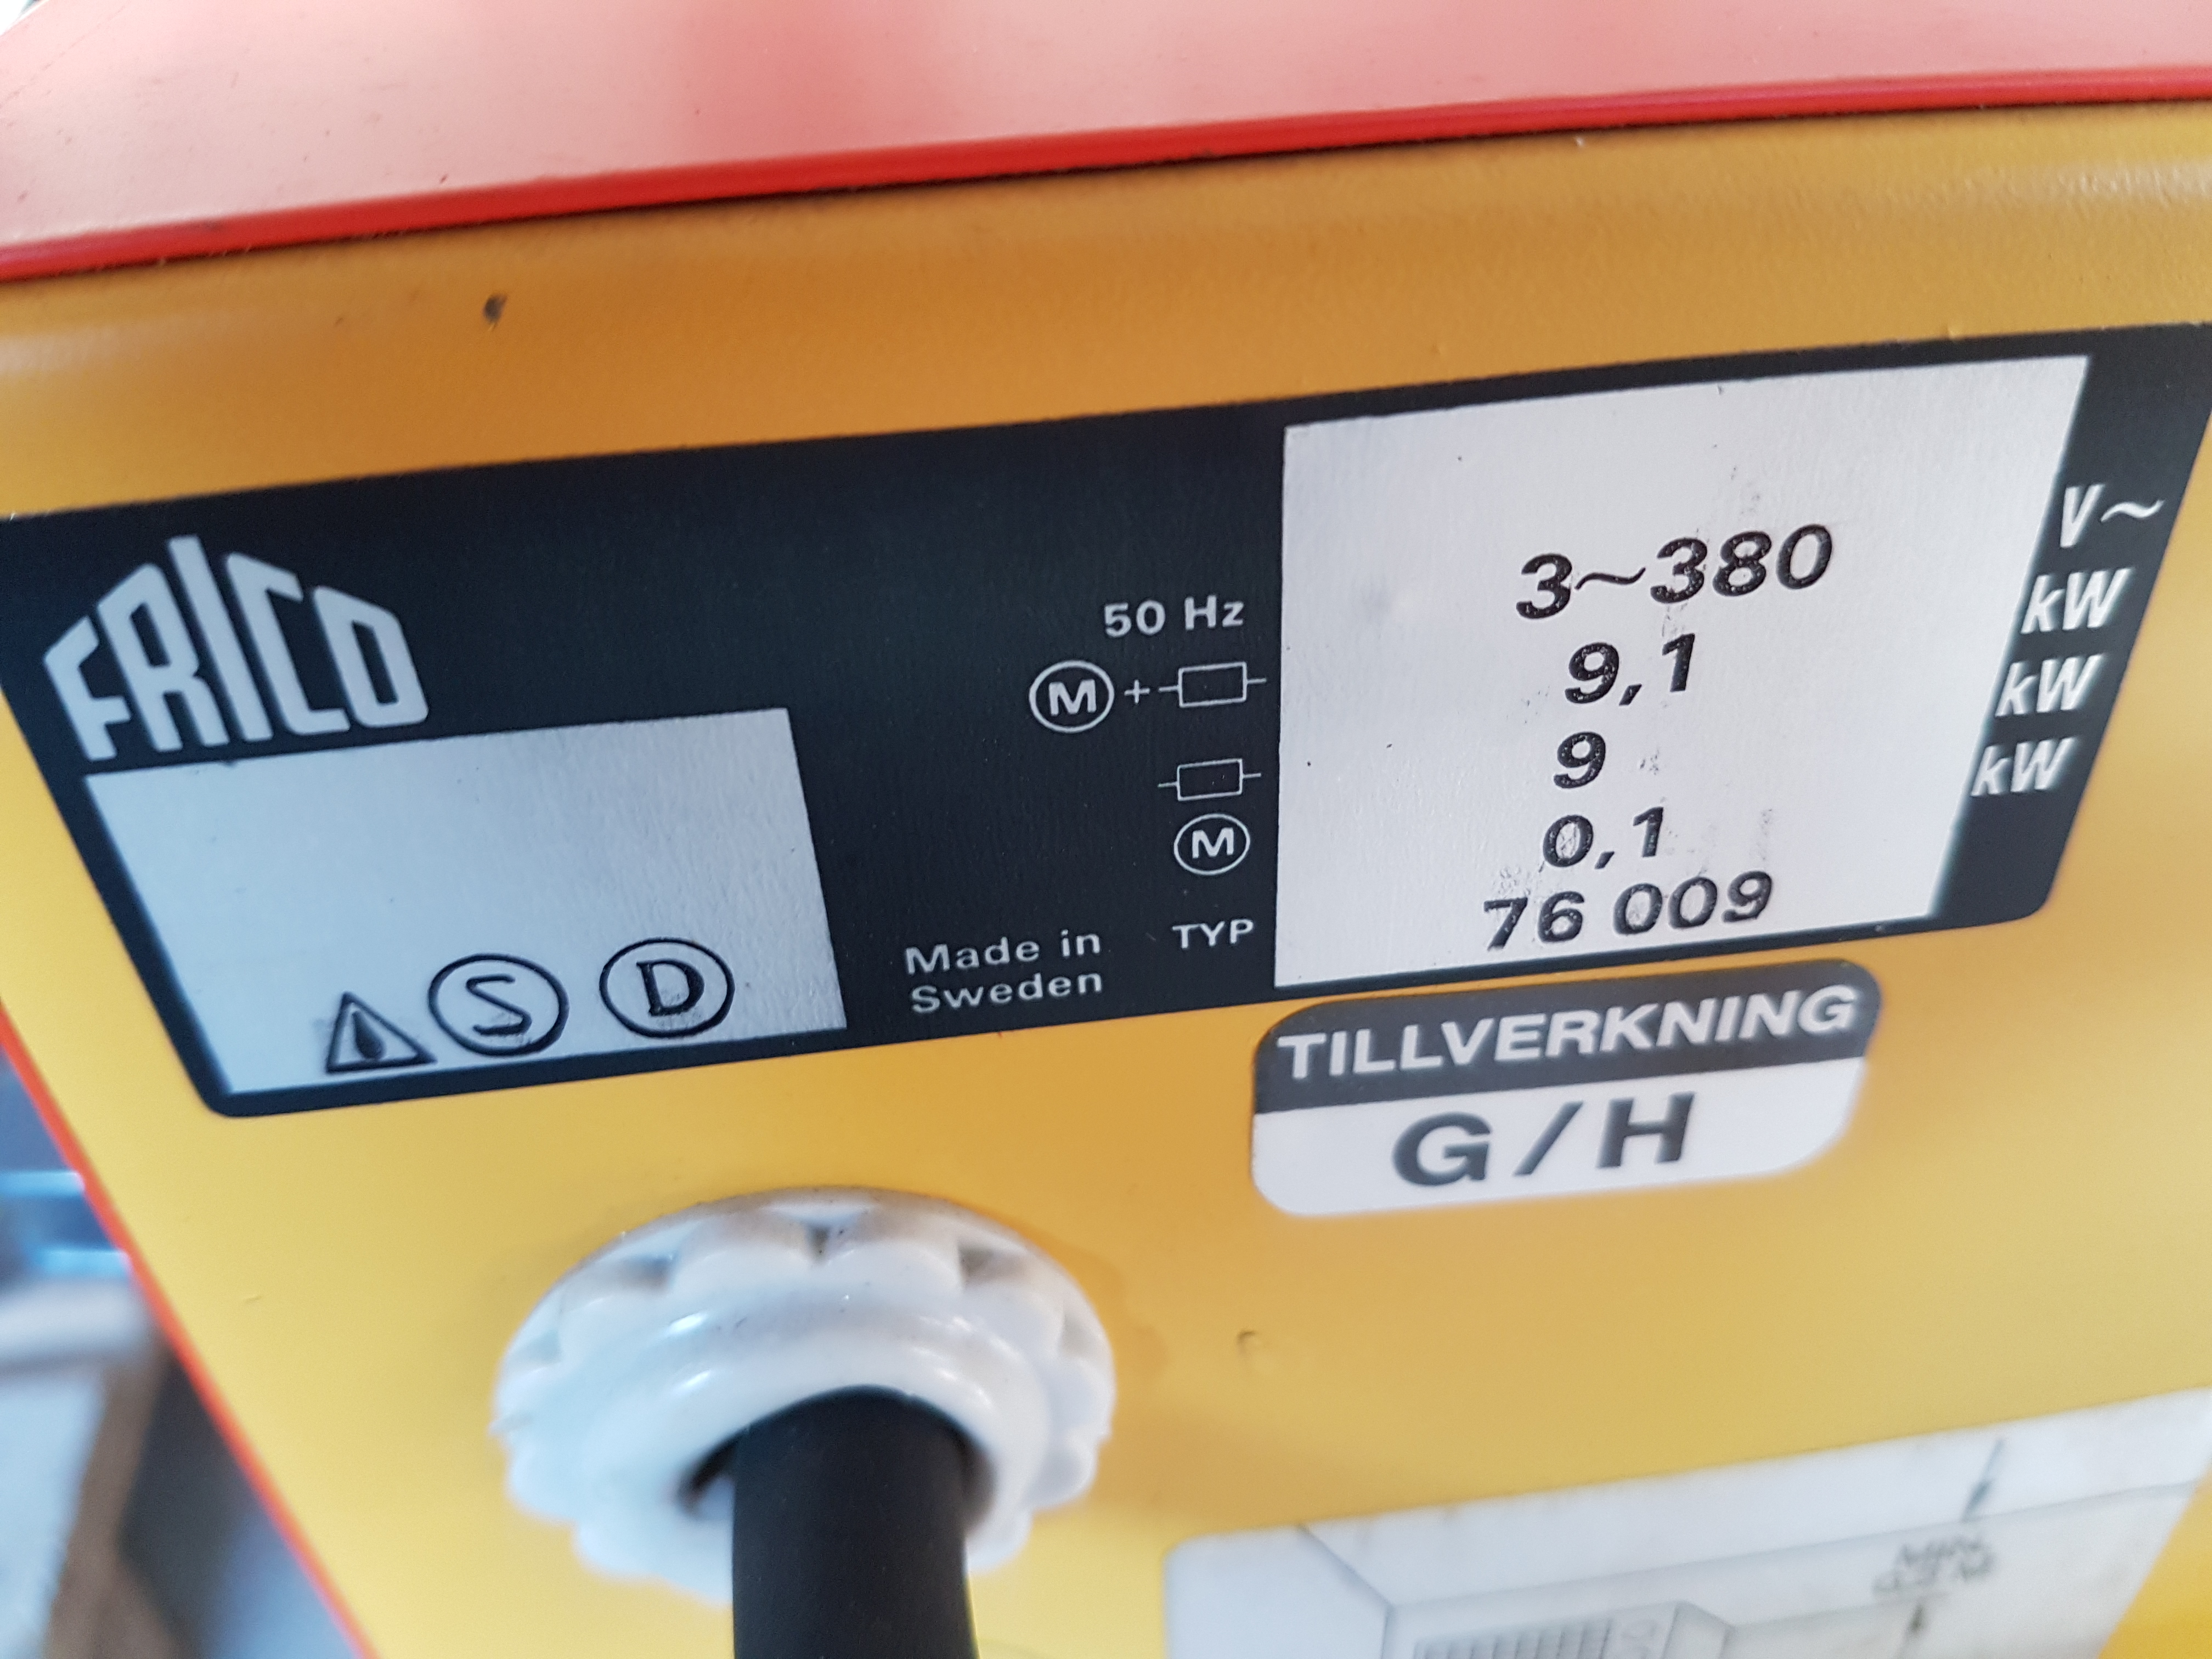 FRICO
50 Hz 3~380 V~
M + 9,1 kW
9 kW
M 0,1 kW
Made in
Sweden
TYP 76 009
S D
TILLVERKNING
G/H
MIN